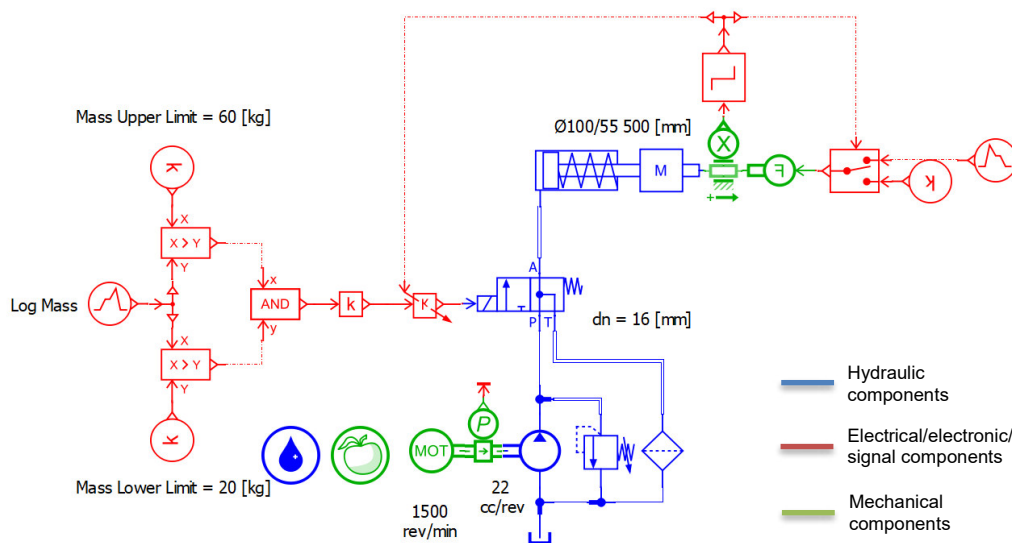 Mass Upper Limit = 60 [kg]
K
X
X > Y
Y
Log Mass
X
X > Y
Y
K
Mass Lower Limit = 20 [kg]
x
AND
y
k
K
Ø100/55 500 [mm]
M
X
F
K
A
P T
dn = 16 [mm]
P
MOT
1500
rev/min
22
cc/rev
Hydraulic
components
Electrical/electronic/
signal components
Mechanical
components